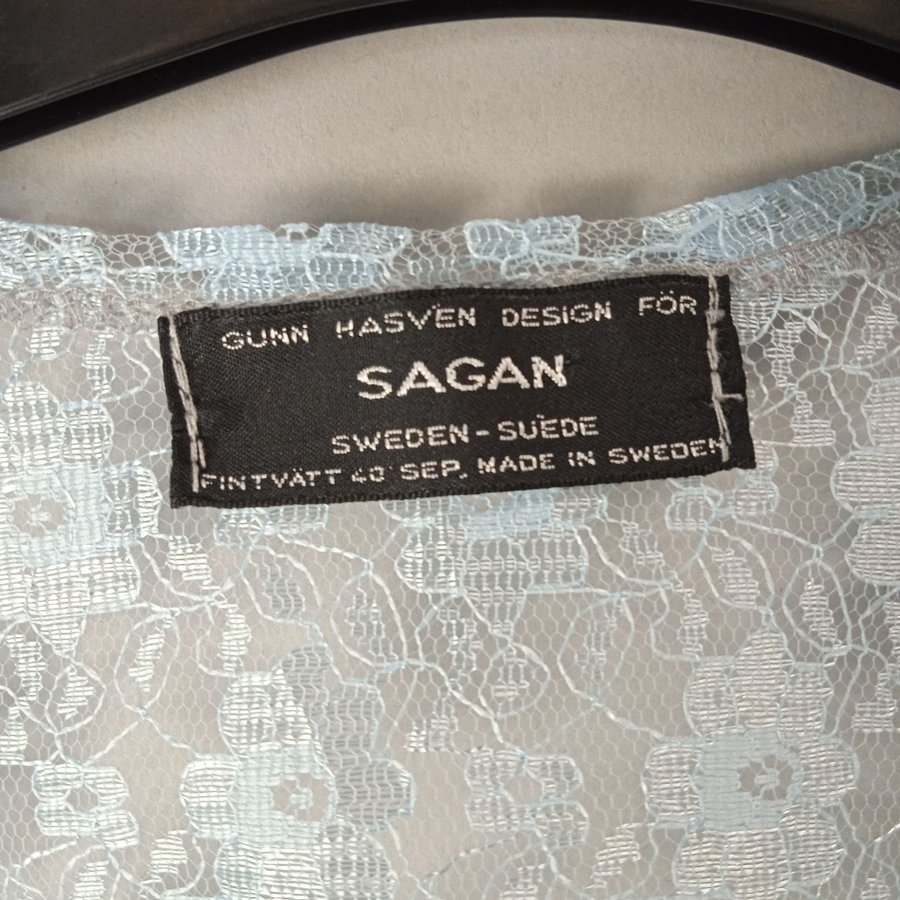 GUNN HASVEN DESIGN FÖR
SAGAN
SWEDEN-SUÈDE
FINTVÄTT 40° SEP. MADE IN SWEDEN